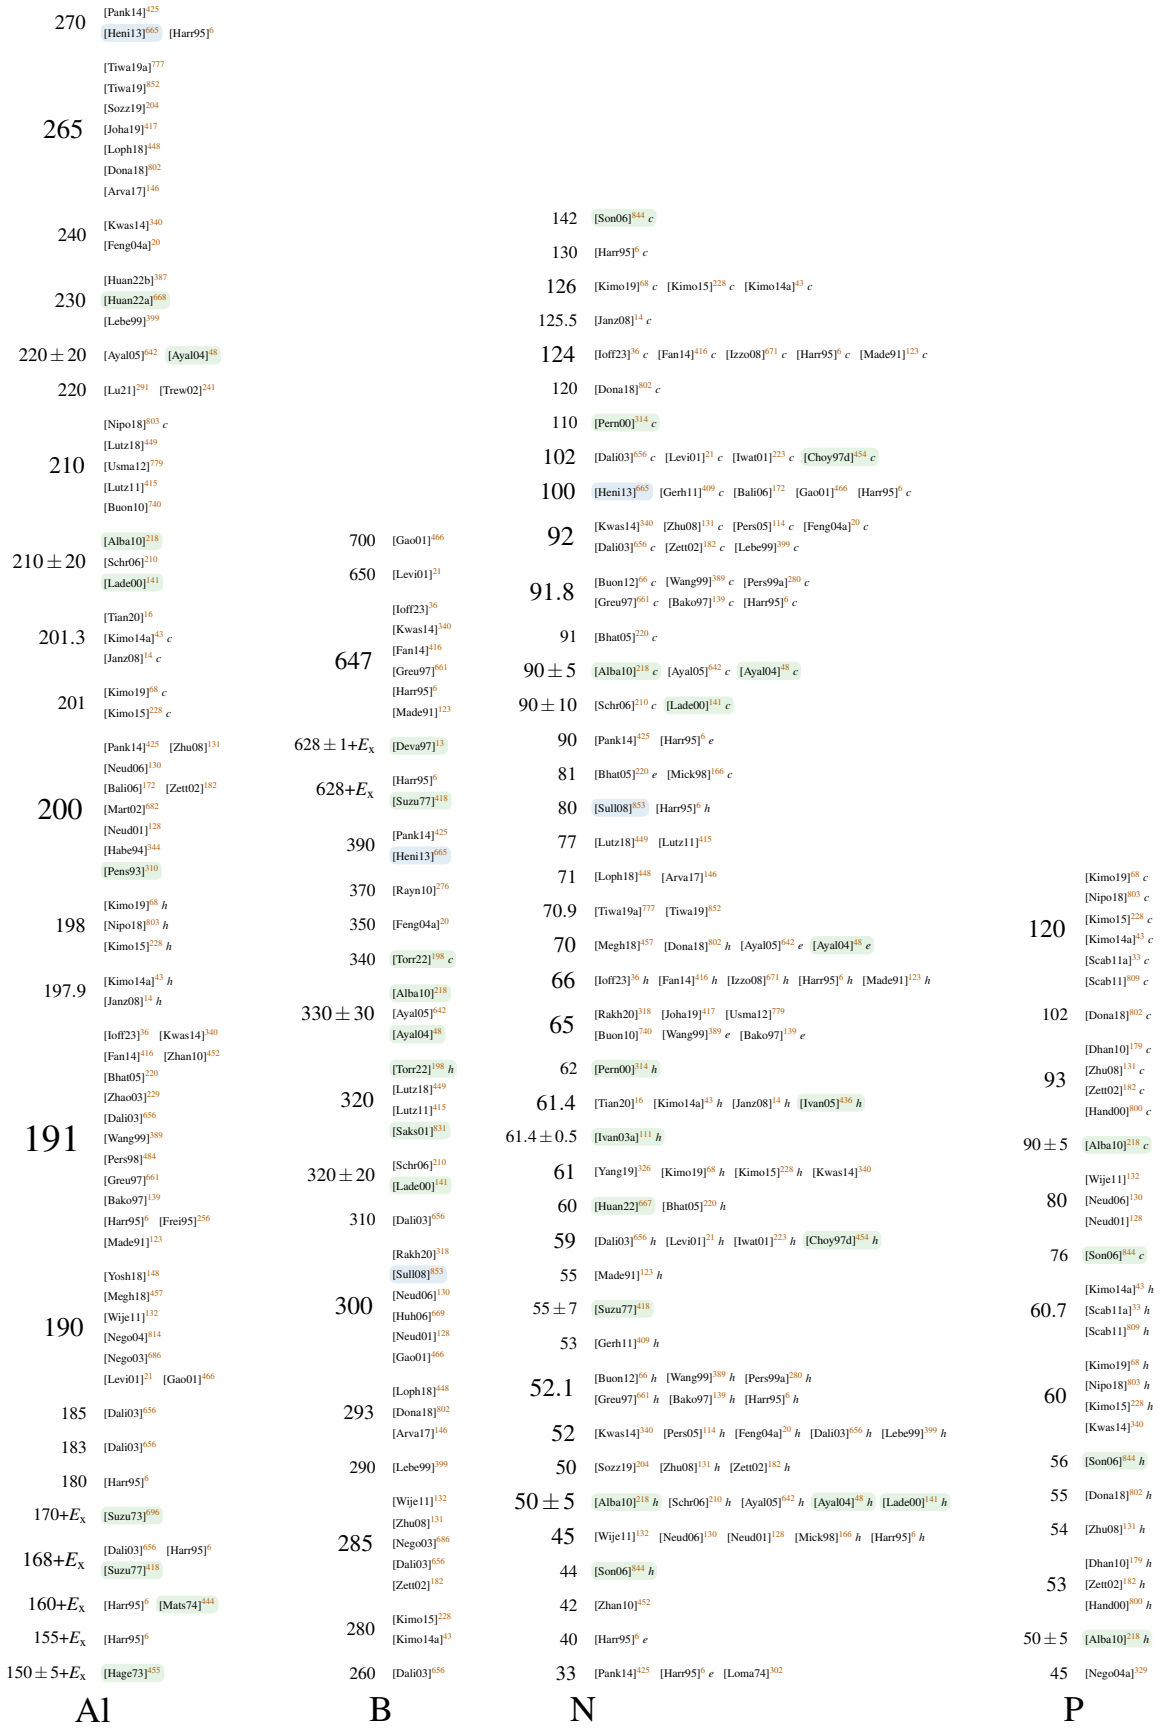 270
[Pank14]425
[Heni13]665 [Harr95]6
265
[Tiwa19a]777
[Tiwa19]852
[Sozz19]204
[Joha19]417
[Loph18]448
[Dona18]802
[Arva17]146
240
[Kwas14]340
[Feng04a]20
230
[Huan22b]387
[Huan22a]668
[Lebe99]399
220 ± 20 [Ayal05]642 [Ayal04]48
220 [Lu21]291 [Trew02]241
210
[Nipo18]803 c
[Lutz18]449
[Usma12]779
[Lutz11]415
[Buon10]740
210 ± 20
[Alba10]218
[Schr06]210
[Lade00]141
201.3
[Tian20]16
[Kimo14a]43 c
[Janz08]14 c
201
[Kimo19]68 c
[Kimo15]228 c
200
[Pank14]425 [Zhu08]131
[Neud06]130
[Bali06]172 [Zett02]182
[Mart02]682
[Neud01]128
[Habe94]344
[Pens93]310
198
[Kimo19]68 h
[Nipo18]803 h
[Kimo15]228 h
197.9
[Kimo14a]43 h
[Janz08]14 h
191
[Ioff23]36 [Kwas14]340
[Fan14]416 [Zhan10]452
[Bhat05]220
[Zhao03]229
[Dali03]656
[Wang99]389
[Pers98]484
[Greu97]661
[Bako97]139
[Harr95]6 [Frei95]256
[Made91]123
190
[Yosh18]148
[Megh18]457
[Wije11]132
[Nego04]814
[Nego03]686
[Levi01]21 [Gao01]466
185 [Dali03]656
183 [Dali03]656
180 [Harr95]6
170+Ex [Suzu73]696
168+Ex
[Dali03]656 [Harr95]6
[Suzu77]418
160+Ex [Harr95]6 [Mats74]444
155+Ex [Harr95]6
150 ± 5+Ex [Hage73]455
Al
700 [Gao01]466
650 [Levi01]21
647
[Ioff23]36
[Kwas14]340
[Fan14]416
[Greu97]661
[Harr95]6
[Made91]123
628 ± 1+Ex [Deva97]13
628+Ex
[Harr95]6
[Suzu77]418
390
[Pank14]425
[Heni13]665
370 [Rayn10]276
350 [Feng04a]20
340 [Torr22]198 c
330 ± 30
[Alba10]218
[Ayal05]642
[Ayal04]48
320
[Torr22]198 h
[Lutz18]449
[Lutz11]415
[Saks01]831
320 ± 20
[Schr06]210
[Lade00]141
310 [Dali03]656
300
[Rakh20]318
[Sull08]853
[Neud06]130
[Huh06]669
[Neud01]128
[Gao01]466
293
[Loph18]448
[Dona18]802
[Arva17]146
290 [Lebe99]399
285
[Wije11]132
[Zhu08]131
[Nego03]686
[Dali03]656
[Zett02]182
280
[Kimo15]228
[Kimo14a]43
260 [Dali03]656
B
142 [Son06]844 c
130 [Harr95]6 c
126 [Kimo19]68 c [Kimo15]228 c [Kimo14a]43 c
125.5 [Janz08]14 c
124 [Ioff23]36 c [Fan14]416 c [Izzo08]671 c [Harr95]6 c [Made91]123 c
120 [Dona18]802 c
110 [Pern00]314 c
102 [Dali03]656 c [Levi01]21 c [Iwat01]223 c [Choy97d]454 c
100 [Heni13]665 [Gerh11]409 c [Bali06]172 [Gao01]466 [Harr95]6 c
92
[Kwas14]340 [Zhu08]131 c [Pers05]114 c [Feng04a]20 c
[Dali03]656 c [Zett02]182 c [Lebe99]399 c
91.8
[Buon12]66 c [Wang99]389 c [Pers99a]280 c
[Greu97]661 c [Bako97]139 c [Harr95]6 c
91 [Bhat05]220 c
90 ± 5 [Alba10]218 c [Ayal05]642 c [Ayal04]48 c
90 ± 10 [Schr06]210 c [Lade00]141 c
90 [Pank14]425 [Harr95]6 e
81 [Bhat05]220 e [Mick98]166 c
80 [Sull08]853 [Harr95]6 h
77 [Lutz18]449 [Lutz11]415
71 [Loph18]448 [Arva17]146
70.9 [Tiwa19a]777 [Tiwa19]852
70 [Megh18]457 [Dona18]802 h [Ayal05]642 e [Ayal04]48 e
66 [Ioff23]36 h [Fan14]416 h [Izzo08]671 h [Harr95]6 h [Made91]123 h
65
[Rakh20]318 [Joha19]417 [Usma12]779
[Buon10]740 [Wang99]389 e [Bako97]139 e
62 [Pern00]314 h
61.4 [Tian20]16 [Kimo14a]43 h [Janz08]14 h [Ivan05]436 h
61.4 ± 0.5 [Ivan03a]111 h
61 [Yang19]326 [Kimo19]68 h [Kimo15]228 h [Kwas14]340
60 [Huan22]667 [Bhat05]220 h
59 [Dali03]656 h [Levi01]21 h [Iwat01]223 h [Choy97d]454 h
55 [Made91]123 h
55 ± 7 [Suzu77]418
53 [Gerh11]409 h
52.1
[Buon12]66 h [Wang99]389 h [Pers99a]280 h
[Greu97]661 h [Bako97]139 h [Harr95]6 h
52 [Kwas14]340 [Pers05]114 h [Feng04a]20 h [Dali03]656 h [Lebe99]399 h
50 [Sozz19]204 [Zhu08]131 h [Zett02]182 h
50 ± 5 [Alba10]218 h [Schr06]210 h [Ayal05]642 h [Ayal04]48 h [Lade00]141 h
45 [Wije11]132 [Neud06]130 [Neud01]128 [Mick98]166 h [Harr95]6 h
44 [Son06]844 h
42 [Zhan10]452
40 [Harr95]6 e
33 [Pank14]425 [Harr95]6 e [Loma74]302
N
120
[Kimo19]68 c
[Nipo18]803 c
[Kimo15]228 c
[Kimo14a]43 c
[Scab11a]33 c
[Scab11]809 c
102 [Dona18]802 c
93
[Dhan10]179 c
[Zhu08]131 c
[Zett02]182 c
[Hand00]800 c
90 ± 5 [Alba10]218 c
80
[Wije11]132
[Neud06]130
[Neud01]128
76 [Son06]844 c
60.7
[Kimo14a]43 h
[Scab11a]33 h
[Scab11]809 h
60
[Kimo19]68 h
[Nipo18]803 h
[Kimo15]228 h
[Kwas14]340
56 [Son06]844 h
55 [Dona18]802 h
54 [Zhu08]131 h
53
[Dhan10]179 h
[Zett02]182 h
[Hand00]800 h
50 ± 5 [Alba10]218 h
45 [Nego04a]329
P